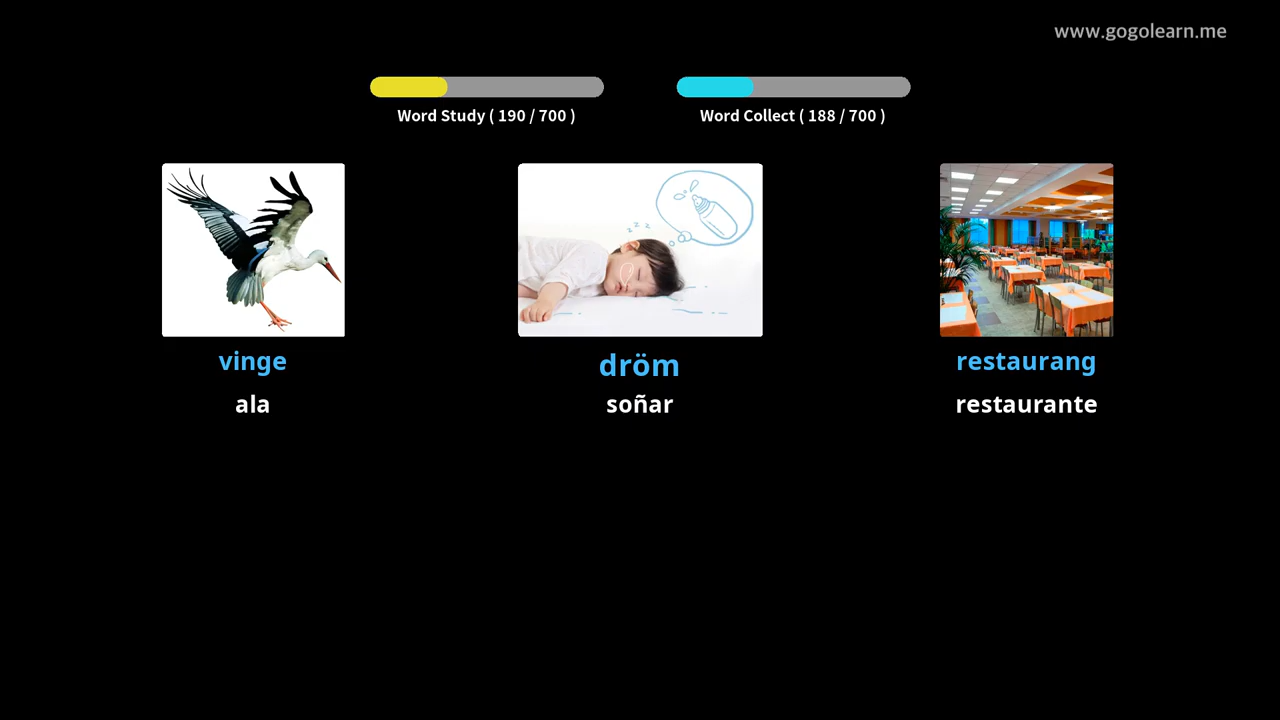 www.gogolearn.me
Word Study ( 190 / 700 )
Word Collect ( 188 / 700 )
z z z
vinge
dröm
restaurang
ala
soñar
restaurante